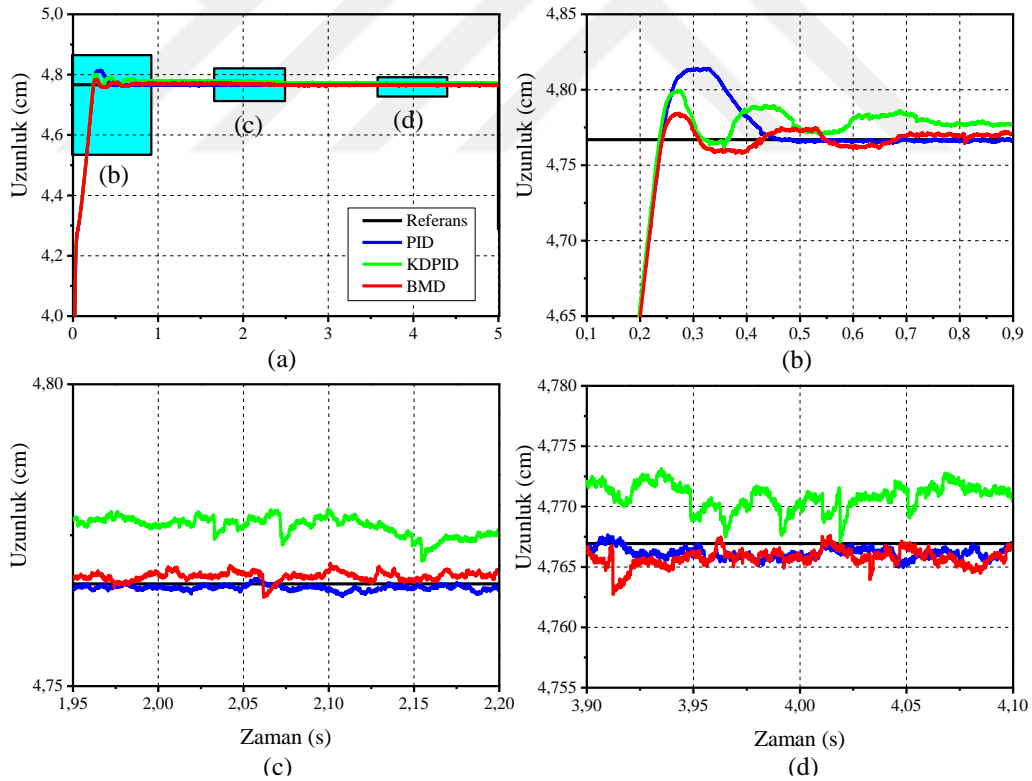 Uzunluk (cm)
5.0
4,8
4,6
4,4
4,2
4,0
(b)
(c)
(d)
Referans
PID
KDPID
BMD
0
1
2
3
4
5
(a)
Uzunluk (cm)
4,85
4,80
4,75
4,70
4,65
0,1
0,2
0,3
0,4
0,5
0,6
0,7
0,8
0,9
(b)
Uzunluk (cm)
4,80
4,75
1,95
2,00
2,05
2,10
2,15
2,20
Zaman (s)
(c)
Uzunluk (cm)
4,780
4,775
4,770
4,765
4,760
4,755
3,90
3,95
4,00
4,05
4,10
Zaman (s)
(d)